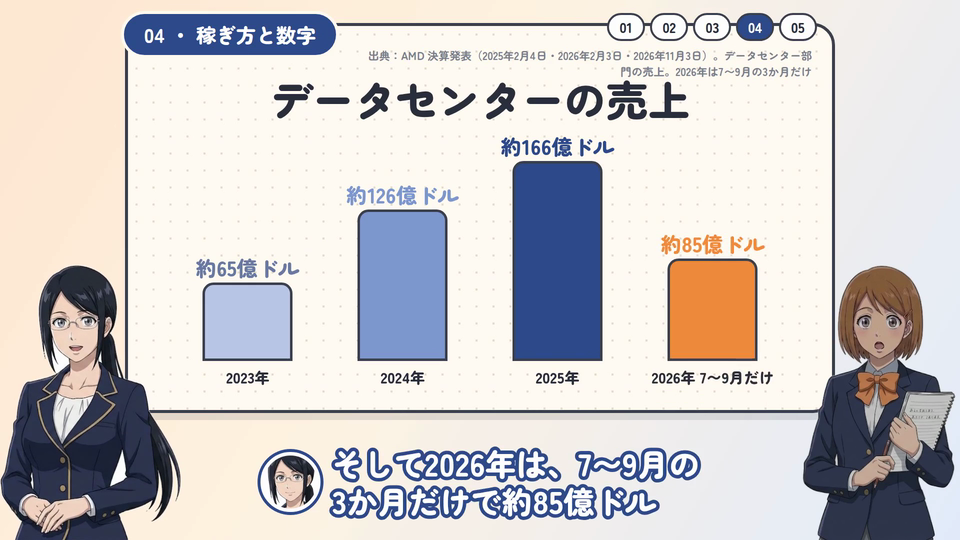 04 ・ 稼ぎ方と数字
01 02 03 04 05
出典：AMD 決算発表（2025年2月4日・2026年2月3日・2026年11月3日）。データセンター部
門の売上。2026年は7〜9月の3か月だけ
データセンターの売上
約65億ドル
約126億ドル
約166億ドル
約85億ドル
2023年
2024年
2025年
2026年 7〜9月だけ
そして2026年は、7〜9月の
3か月だけで約85億ドル